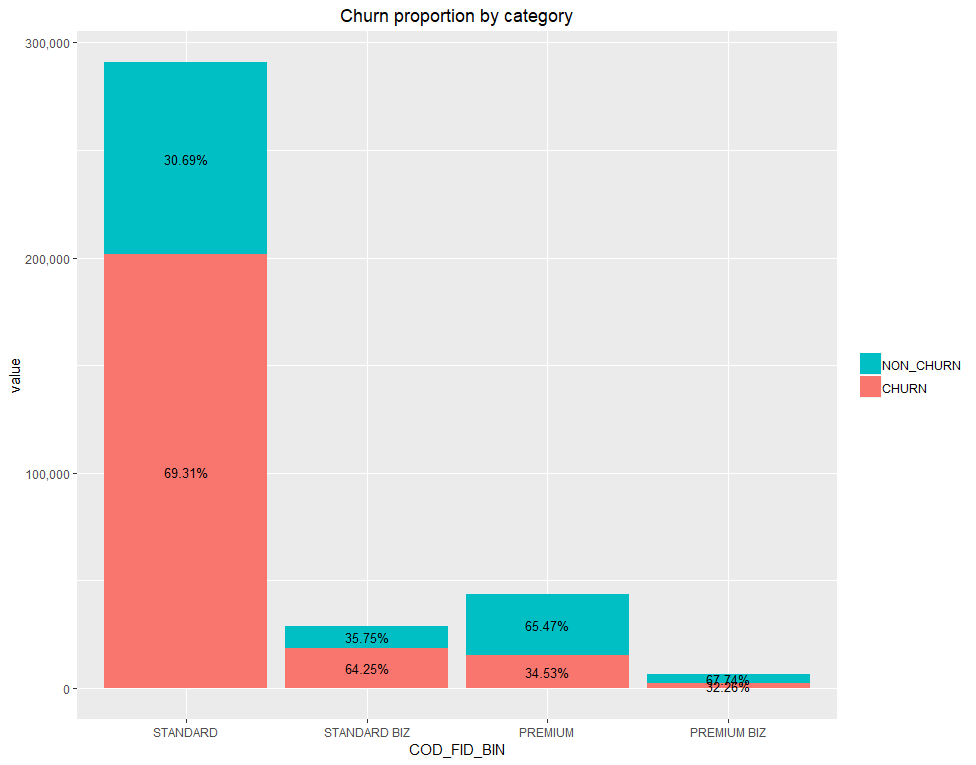 Churn proportion by category
300,000
200,000
100,000
0
value
30.69%
69.31%
35.75%
64.25%
65.47%
34.53%
67.74%
32.26%
STANDARD
STANDARD BIZ
PREMIUM
PREMIUM BIZ
COD_FID_BIN
NON_CHURN
CHURN